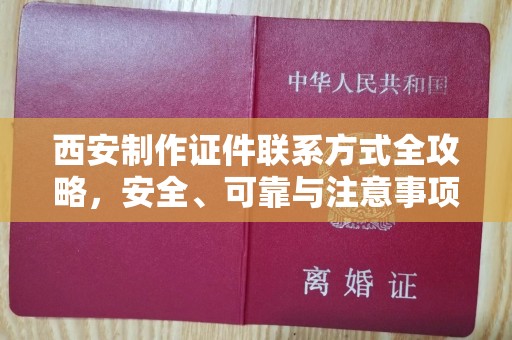 中华人民共和国
西安制作证件联系方式全攻
略，安全、可靠与注意事项
离婚证